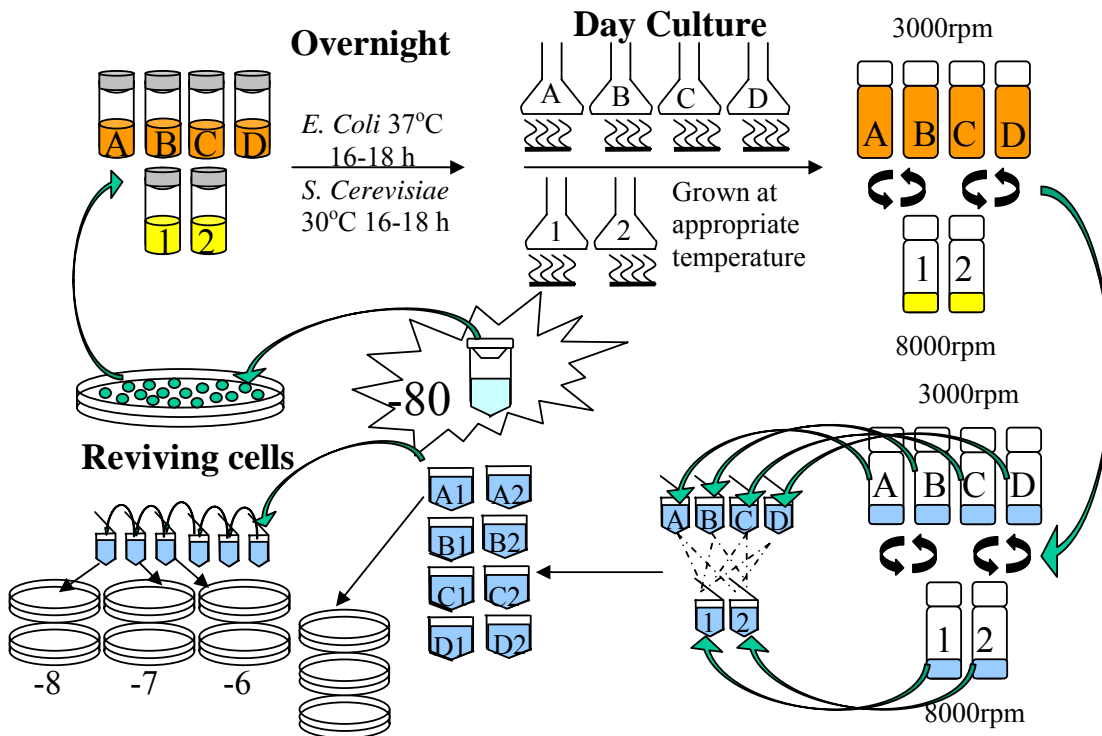 Overnight
Day Culture
3000rpm
A B C D
E. Coli 37°C
16-18 h
S. Cerevisiae
30°C 16-18 h
1 2
A B C D
1 2
Grown at
appropriate
temperature
A B C D
1 2
8000rpm
-80
Reviving cells
-8 -7 -6
A1 A2
B1 B2
C1 C2
D1 D2
A B C D
1 2
3000rpm
A B C D
1 2
8000rpm